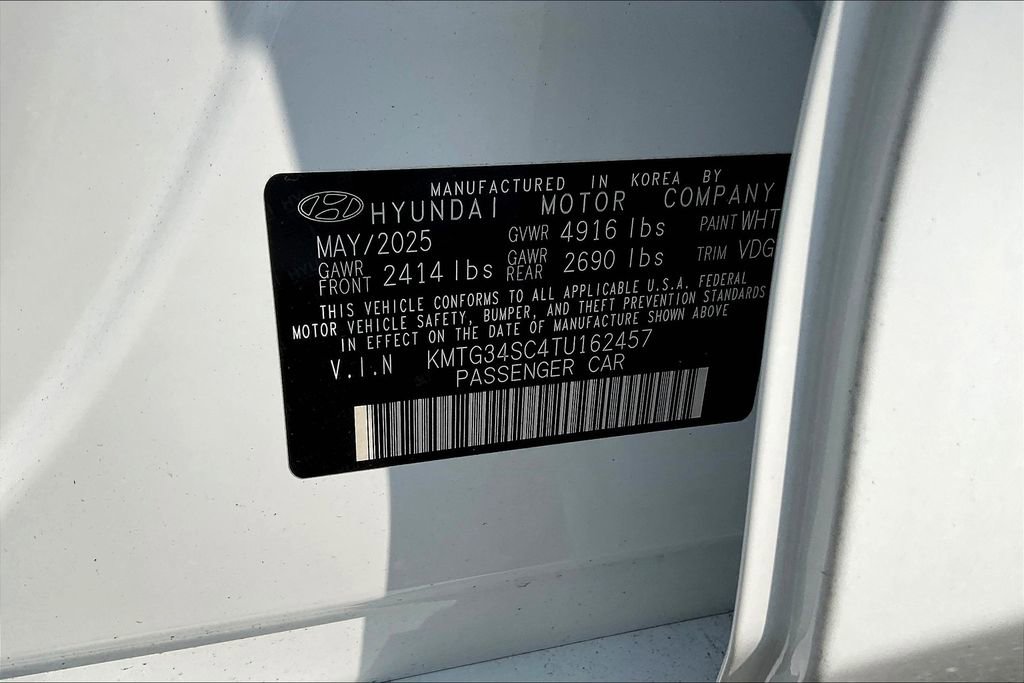 MANUFACTURED IN KOREA BY
HYUNDAI MOTOR COMPANY
MAY/2025 GVWR 4916 lbs PAINT WHT
GAWR FRONT 2414 lbs GAWR REAR 2690 lbs TRIM VDG
THIS VEHICLE CONFORMS TO ALL APPLICABLE U.S.A. FEDERAL
MOTOR VEHICLE SAFETY, BUMPER, AND THEFT PREVENTION STANDARDS
IN EFFECT ON THE DATE OF MANUFACTURE SHOWN ABOVE
V.I.N KMTG34SC4TU162457
PASSENGER CAR